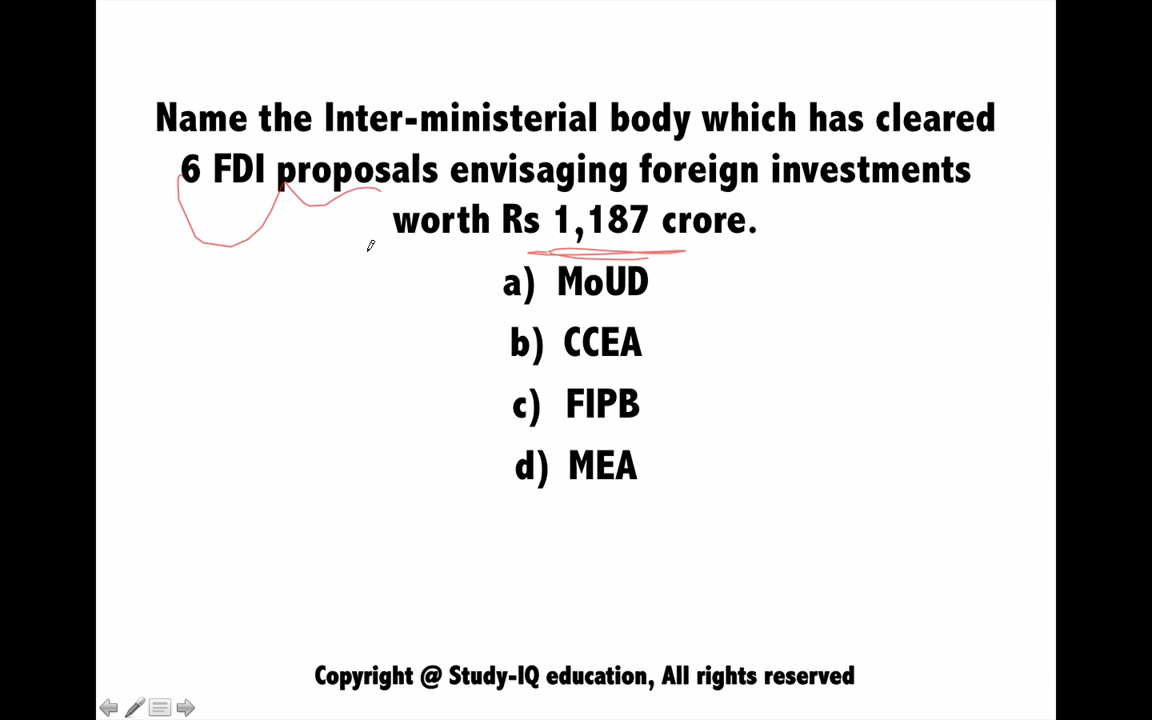 Name the Inter-ministerial body which has cleared
6 FDI proposals envisaging foreign investments
worth Rs 1,187 crore.
a) MoUD
b) CCEA
c) FIPB
d) MEA
Copyright @ Study-IQ education, All rights reserved